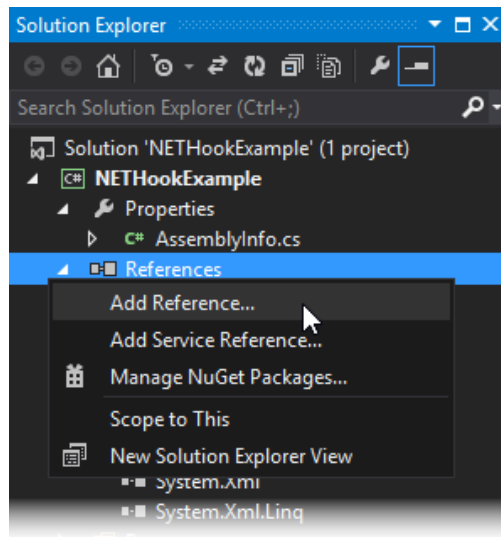 Solution Explorer
Search Solution Explorer (Ctrl+;)
Solution 'NETHookExample' (1 project)
C# NETHookExample
Properties
C# AssemblyInfo.cs
References
Add Reference...
Add Service Reference...
Manage NuGet Packages...
Scope to This
New Solution Explorer View
System.Xml
System.Xml.Linq